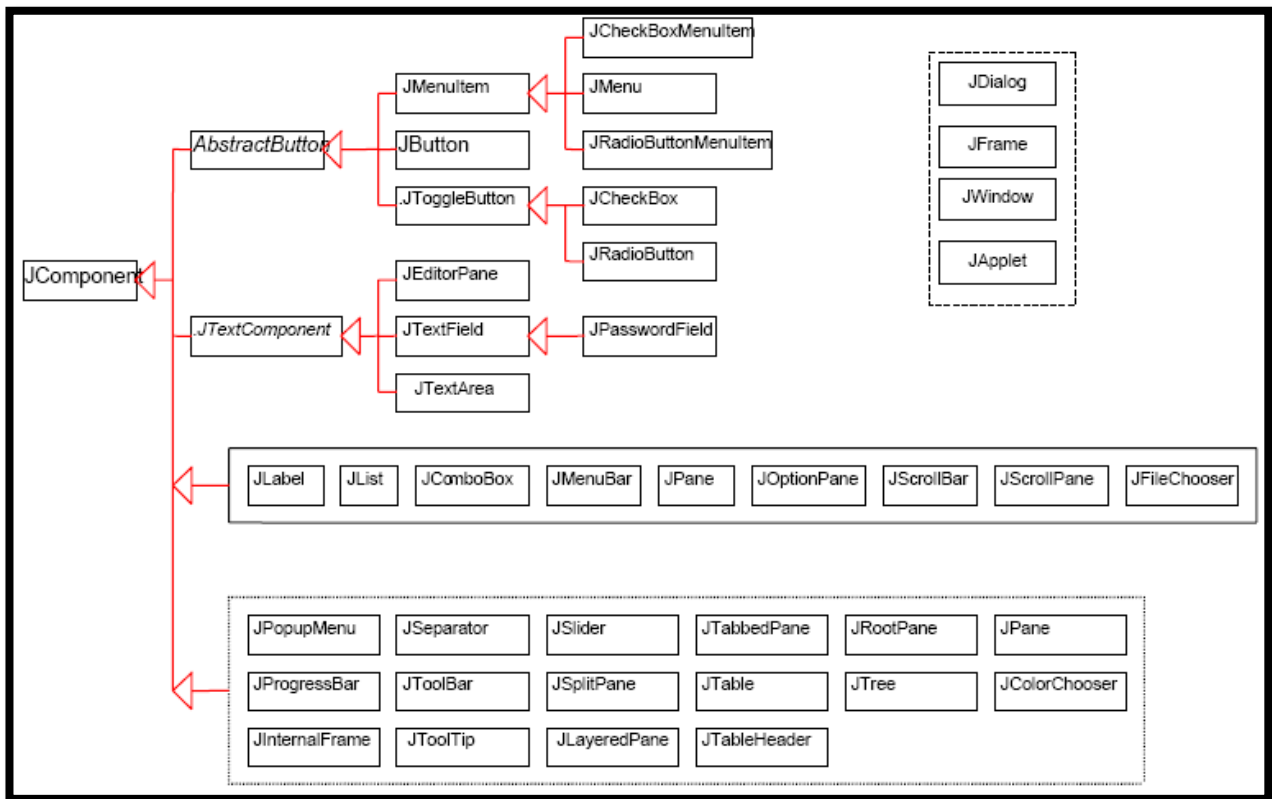 JCheckBoxMenuItem
JMenuItem
JMenu
JDialog
AbstractButton
JButton
JRadioButtonMenuItem
JFrame
.JToggleButton
JCheckBox
JWindow
JRadioButton
JApplet
JComponent
JEditorPane
.JTextComponent
JTextField
JPasswordField
JTextArea
JLabel JList JComboBox JMenuBar JPane JOptionPane JScrollBar JScrollPane JFileChooser
JPopupMenu JSeparator JSlider JTabbedPane JRootPane JPane
JProgressBar JToolBar JSplitPane JTable JTree JColorChooser
JInternalFrame JToolTip JLayeredPane JTableHeader